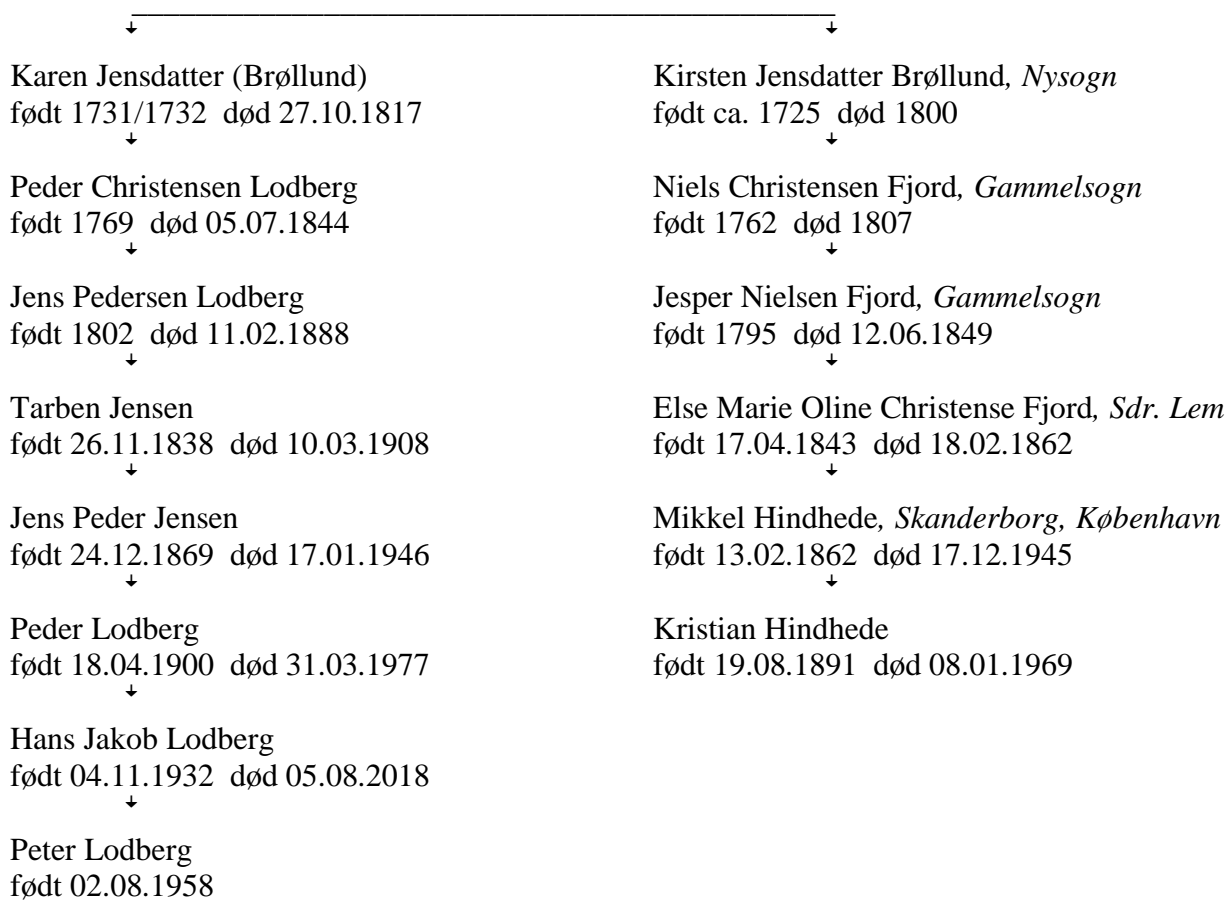 Karen Jensdatter (Brøllund)
født 1731/1732 død 27.10.1817
Peder Christensen Lodberg
født 1769 død 05.07.1844
Jens Pedersen Lodberg
født 1802 død 11.02.1888
Tarben Jensen
født 26.11.1838 død 10.03.1908
Jens Peder Jensen
født 24.12.1869 død 17.01.1946
Peder Lodberg
født 18.04.1900 død 31.03.1977
Hans Jakob Lodberg
født 04.11.1932 død 05.08.2018
Peter Lodberg
født 02.08.1958
Kirsten Jensdatter Brøllund, Nysogn
født ca. 1725 død 1800
Niels Christensen Fjord, Gammelsogn
født 1762 død 1807
Jesper Nielsen Fjord, Gammelsogn
født 1795 død 12.06.1849
Else Marie Oline Christense Fjord, Sdr. Lem
født 17.04.1843 død 18.02.1862
Mikkel Hindhede, Skanderborg, København
født 13.02.1862 død 17.12.1945
Kristian Hindhede
født 19.08.1891 død 08.01.1969